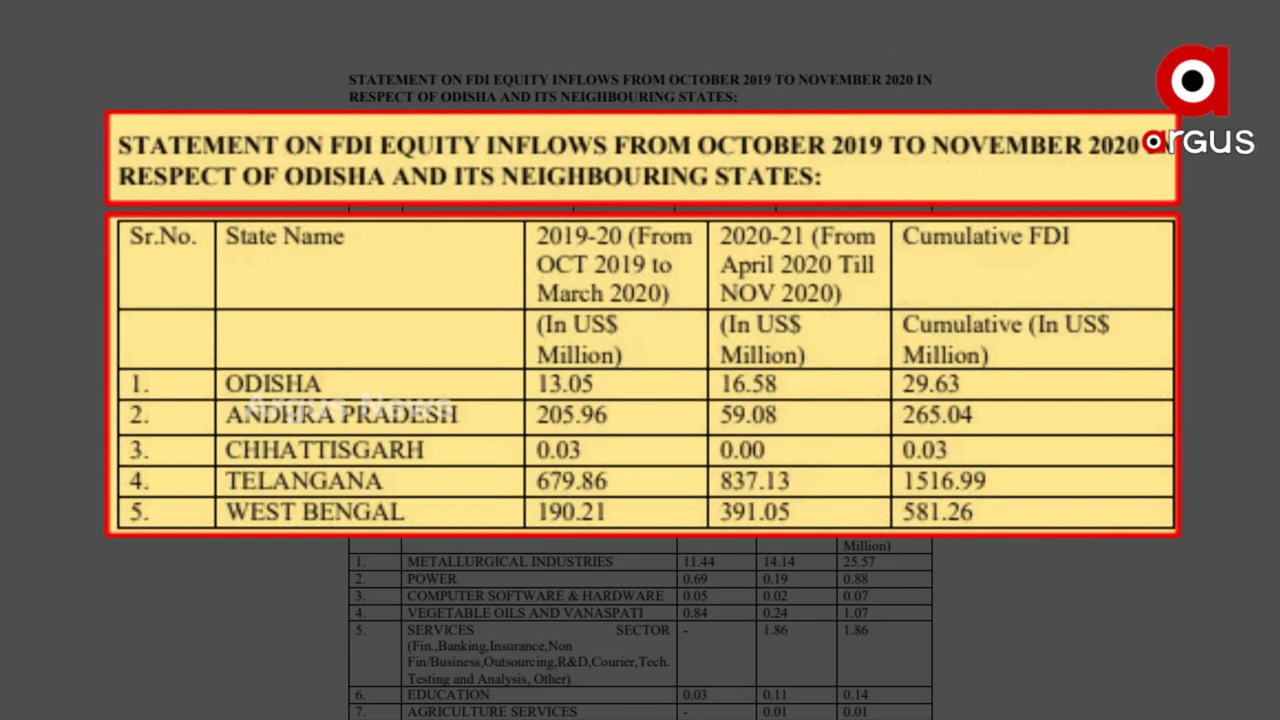 STATEMENT ON FDI EQUITY INFLOWS FROM OCTOBER 2019 TO NOVEMBER 2020 IN
RESPECT OF ODISHA AND ITS NEIGHBOURING STATES:
argus
STATEMENT ON FDI EQUITY INFLOWS FROM OCTOBER 2019 TO NOVEMBER 2020
RESPECT OF ODISHA AND ITS NEIGHBOURING STATES:
Sr.No. State Name 2019-20 (From OCT 2019 to March 2020) 2020-21 (From April 2020 Till NOV 2020) Cumulative FDI
(In US$ Million) (In US$ Million) Cumulative (In US$ Million)
1. ODISHA 13.05 16.58 29.63
Argus News
2. ANDHRA PRADESH 205.96 59.08 265.04
3. CHHATTISGARH 0.03 0.00 0.03
4. TELANGANA 679.86 837.13 1516.99
5. WEST BENGAL 190.21 391.05 581.26
Million)
1. METALLURGICAL INDUSTRIES 11.44 14.14 25.57
2. POWER 0.69 0.19 0.88
3. COMPUTER SOFTWARE & HARDWARE 0.05 0.02 0.07
4. VEGETABLE OILS AND VANASPATI 0.84 0.24 1.07
5. SERVICES SECTOR - 1.86 1.86
(Fin.,Banking,Insurance,Non
Fin/Business,Outsourcing,R&D,Courier,Tech.
Testing and Analysis, Other)
6. EDUCATION 0.03 0.11 0.14
7. AGRICULTURE SERVICES - 0.01 0.01